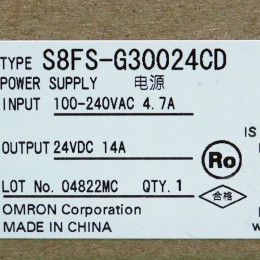 TYPE S8FS-G30024CD
POWER SUPPLY 电源
INPUT 100-240VAC 4.7A
IS
OUTPUT 24VDC 14A
Ro
LOT No. 04822MC QTY. 1
合格
OMRON Corporation
MADE IN CHINA